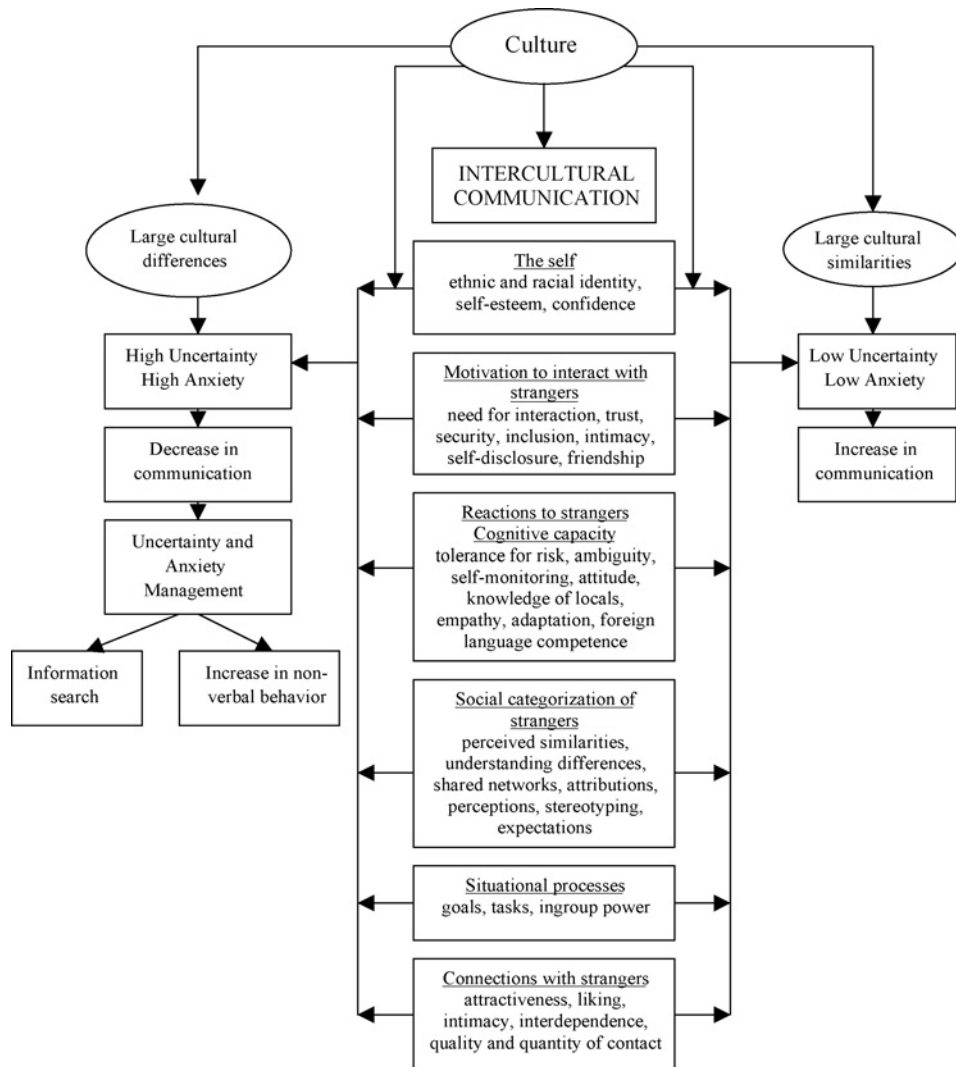 Culture
INTERCULTURAL
COMMUNICATION
Large cultural
differences
Large cultural
similarities
The self
ethnic and racial identity,
self-esteem, confidence
High Uncertainty
High Anxiety
Low Uncertainty
Low Anxiety
Motivation to interact with
strangers
need for interaction, trust,
security, inclusion, intimacy,
self-disclosure, friendship
Decrease in
communication
Increase in
communication
Reactions to strangers
Cognitive capacity
tolerance for risk, ambiguity,
self-monitoring, attitude,
knowledge of locals,
empathy, adaptation, foreign
language competence
Uncertainty and
Anxiety
Management
Information
search
Increase in non-
verbal behavior
Social categorization of
strangers
perceived similarities,
understanding differences,
shared networks, attributions,
perceptions, stereotyping,
expectations
Situational processes
goals, tasks, ingroup power
Connections with strangers
attractiveness, liking,
intimacy, interdependence,
quality and quantity of contact